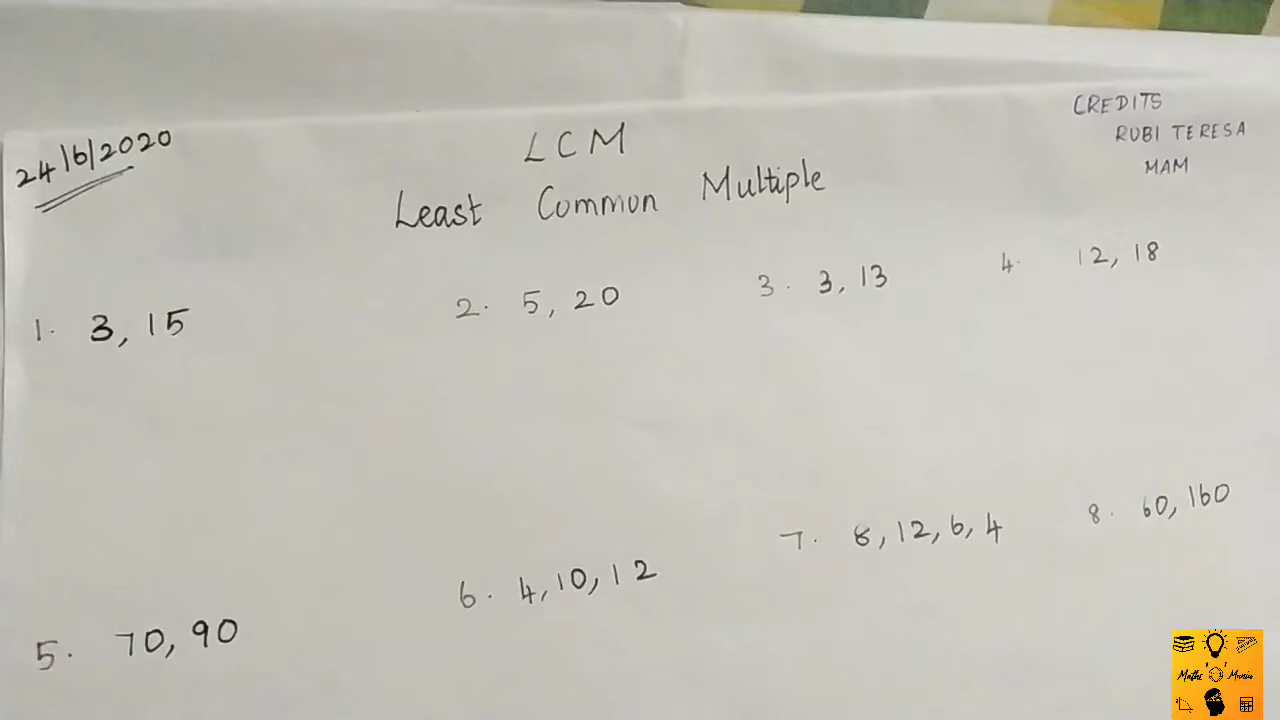 24/6/2020
LCM
Least Common Multiple
CREDITS
RUBI TERESA
MAM
1. 3, 15
2. 5, 20
3. 3, 13
4. 12, 18
5. 70, 90
6. 4, 10, 12
7. 8, 12, 6, 4
8. 60, 160
Maths Mania